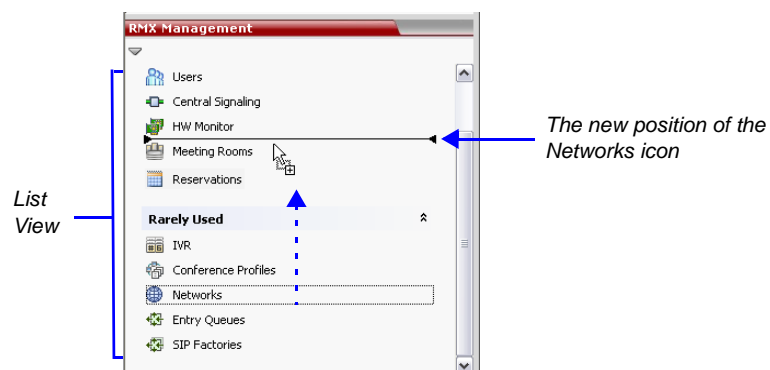 RMX Management
Users
Central Signaling
HW Monitor
Meeting Rooms
Reservations
Rarely Used
IVR
Conference Profiles
Networks
Entry Queues
SIP Factories
List
View
The new position of the
Networks icon